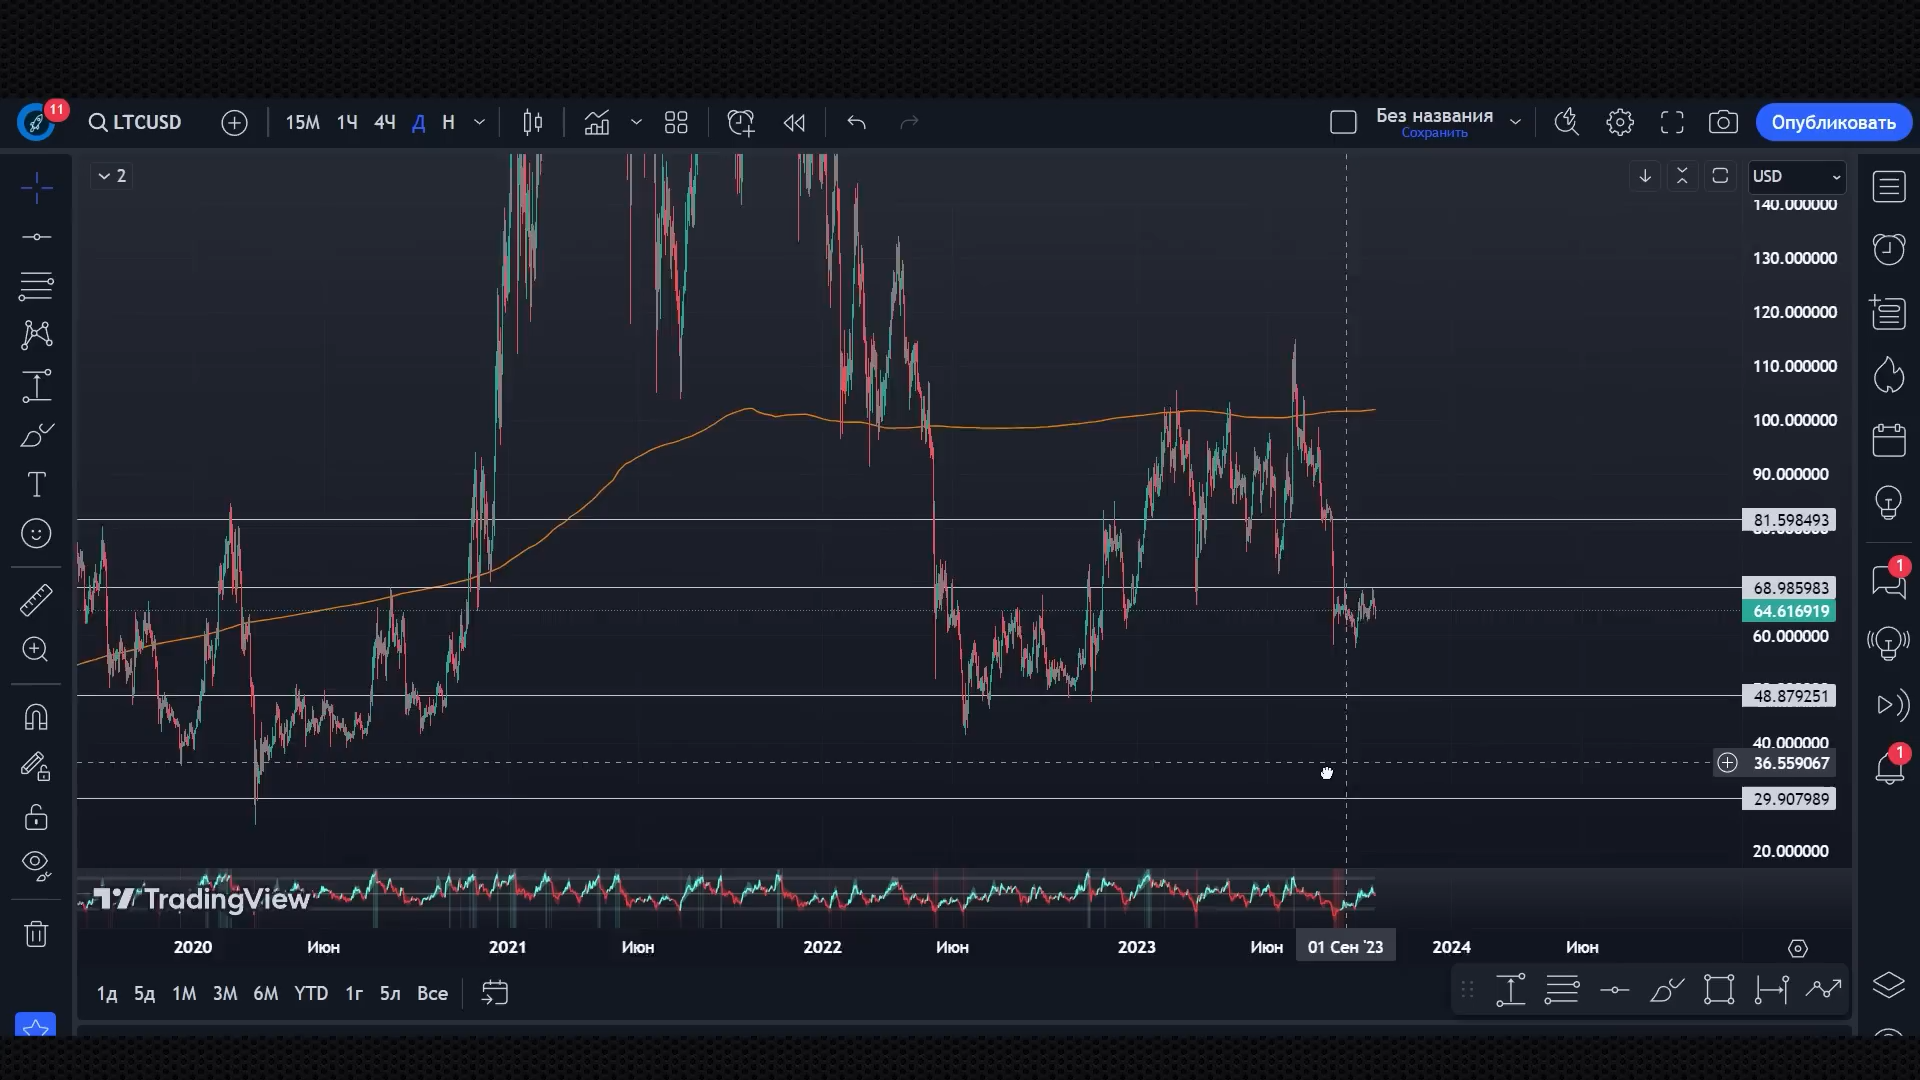 11
LTCUSD
15М 1Ч 4Ч Д Н
Без названия
Сохранить
Опубликовать
2
USD
140.000000
130.000000
120.000000
110.000000
100.000000
90.000000
81.598493
68.985983
64.616919
60.000000
48.879251
40.000000
36.559067
29.907989
20.000000
1
1
TradingView
2020 Июн 2021 Июн 2022 Июн 2023 Июн 01 Сен '23 2024 Июн
1д 5д 1М 3М 6М YTD 1г 5л Все